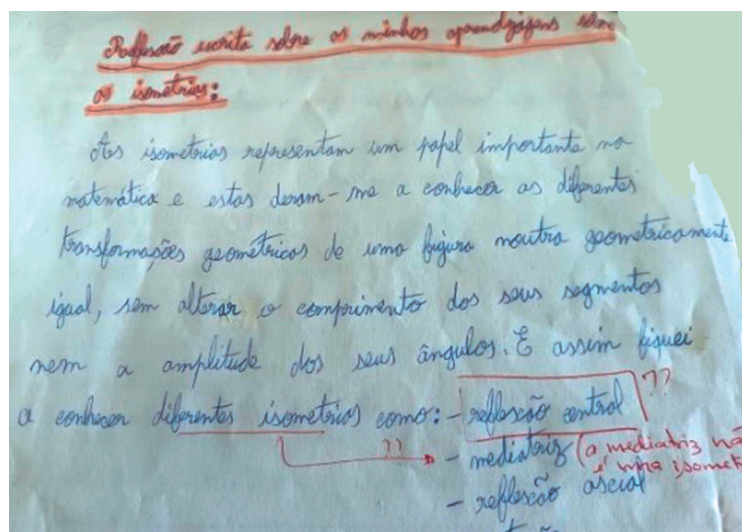 Reflexão escrita sobre as minhas aprendizagens sobre
as isometrias:
As isometrias representam um papel importante na
matemática e estas deram-me a conhecer as diferentes
transformações geométricas de uma figura noutra geometricamente
igual, sem alterar o comprimento dos seus segmentos
nem a amplitude dos seus ângulos. E assim fiquei
a conhecer diferentes isometrias como: - reflexão central ??
?? - mediatriz (a mediatriz nã
é uma isomet
- reflexão axial